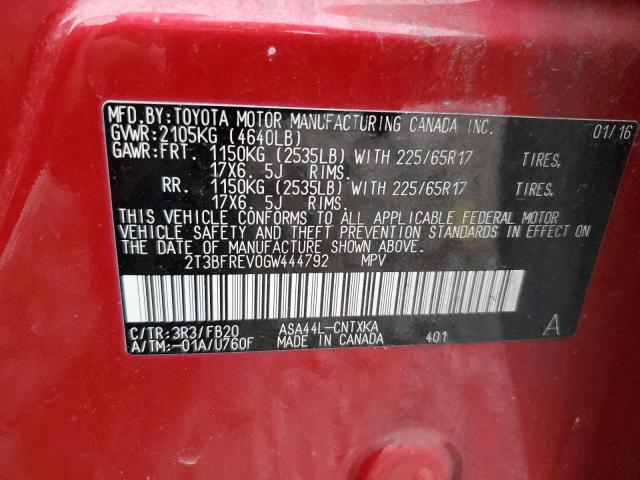 MFD.BY:TOYOTA MOTOR MANUFACTURING CANADA INC. 01/16
GVWR:2105KG (4640LB)
GAWR:FRT. 1150KG (2535LB) WITH 225/65R17 TIRES,
17X6. 5J RIMS.
RR. 1150KG (2535LB) WITH 225/65R17 TIRES,
17X6. 5J RIMS.
THIS VEHICLE CONFORMS TO ALL APPLICABLE FEDERAL MOTOR
VEHICLE SAFETY AND THEFT PREVENTION STANDARDS IN EFFECT ON
THE DATE OF MANUFACTURE SHOWN ABOVE.
2T3BFREV0GW444792 MPV
C/TR:3R3/FB20 ASA44L-CNTXKA A
A/TM:-01A/U760F MADE IN CANADA 401